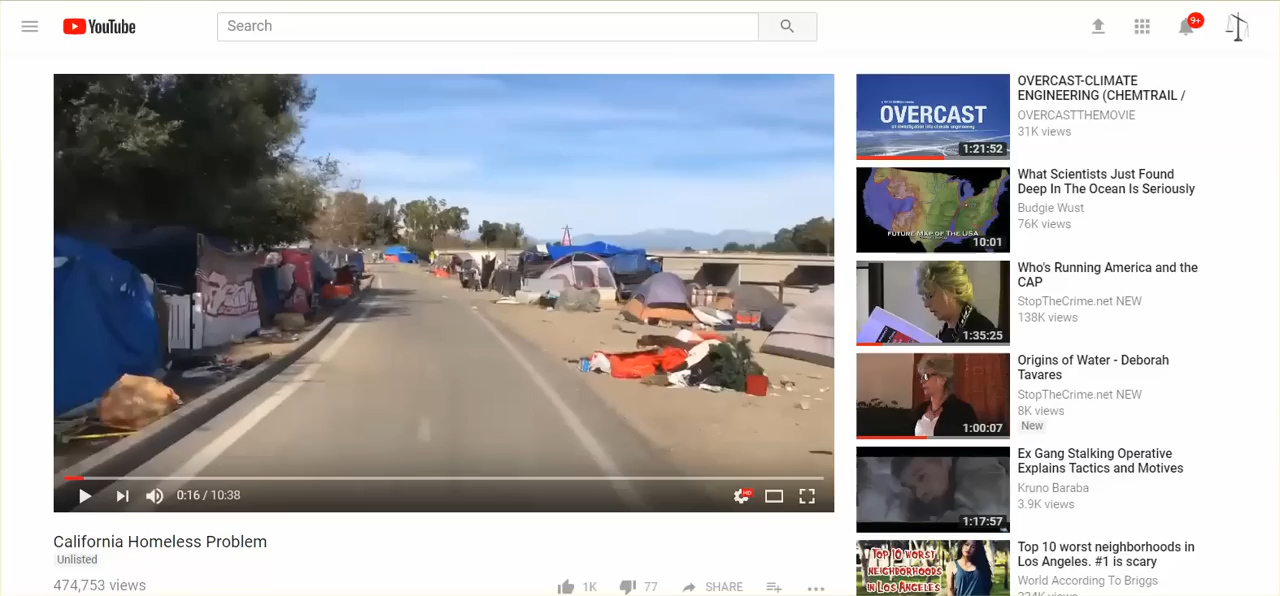 YouTube
Search
9+
0:16 / 10:38
HD
California Homeless Problem
Unlisted
474,753 views
1K
77
SHARE
OVERCAST
1:21:52
OVERCAST-CLIMATE
ENGINEERING (CHEMTRAIL /
OVERCASTTHEMOVIE
31K views
FUTURE MAP OF THE USA
10:01
What Scientists Just Found
Deep In The Ocean Is Seriously
Budgie Wust
76K views
1:35:25
Who's Running America and the
CAP
StopTheCrime.net NEW
138K views
1:00:07
Origins of Water - Deborah
Tavares
StopTheCrime.net NEW
8K views
New
1:17:57
Ex Gang Stalking Operative
Explains Tactics and Motives
Kruno Baraba
3.9K views
TOP 10 WORST
NEIGHBORHOODS
IN LOS ANGELES
Top 10 worst neighborhoods in
Los Angeles. #1 is scary
World According To Briggs